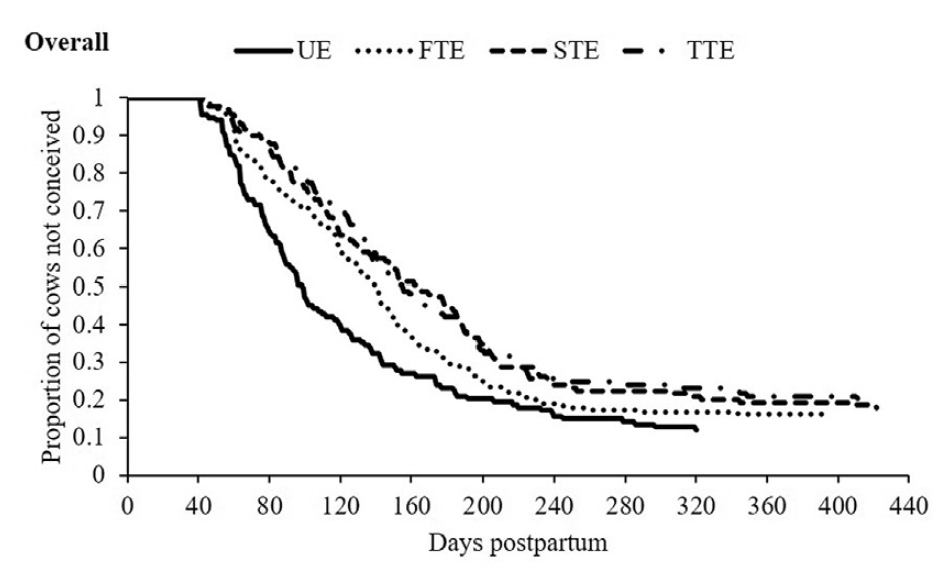 Overall
UE FTE STE TTE
Proportion of cows not conceived
1
0.9
0.8
0.7
0.6
0.5
0.4
0.3
0.2
0.1
0
0 40 80 120 160 200 240 280 320 360 400 440
Days postpartum